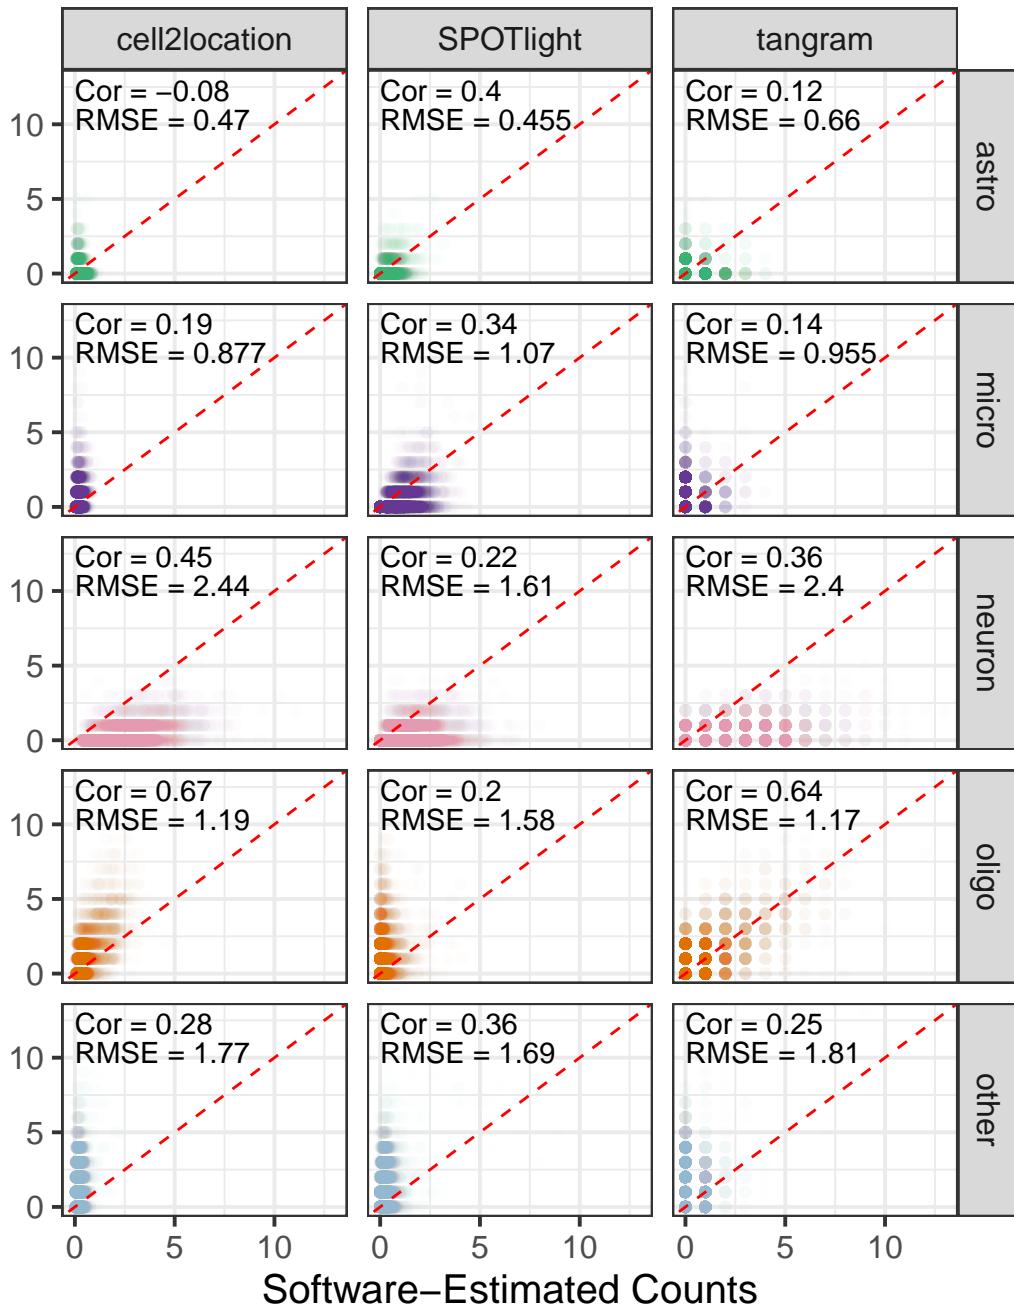 cell2location SPOTlight tangram
Cor = −0.08 Cor = 0.4 Cor = 0.12
RMSE = 0.47 RMSE = 0.455 RMSE = 0.66
10
5
0
astro
Cor = 0.19 Cor = 0.34 Cor = 0.14
RMSE = 0.877 RMSE = 1.07 RMSE = 0.955
10
5
0
micro
Cor = 0.45 Cor = 0.22 Cor = 0.36
RMSE = 2.44 RMSE = 1.61 RMSE = 2.4
10
5
0
neuron
Cor = 0.67 Cor = 0.2 Cor = 0.64
RMSE = 1.19 RMSE = 1.58 RMSE = 1.17
10
5
0
oligo
Cor = 0.28 Cor = 0.36 Cor = 0.25
RMSE = 1.77 RMSE = 1.69 RMSE = 1.81
10
5
0
other
0 5 10 0 5 10 0 5 10
Software−Estimated Counts